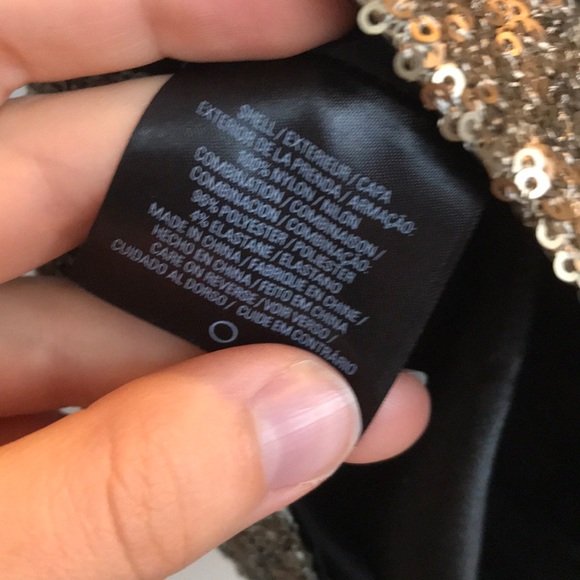 SHELL / EXTERIEUR / CAPA
EXTERIOR DE LA PRENDA / ARMAÇÃO:
100% NYLON / NILON
COMBINATION / COMBINAISON /
COMBINACION / COMBINAÇÃO:
96% POLYESTER / POLIESTER
4% ELASTANE / ELASTANO
MADE IN CHINA / FABRIQUE EN CHINE /
HECHO EN CHINA / FEITO EM CHINA
CARE ON REVERSE / VOIR VERSO /
CUIDADO AL DORSO / CUIDE EM CONTRÁRIO